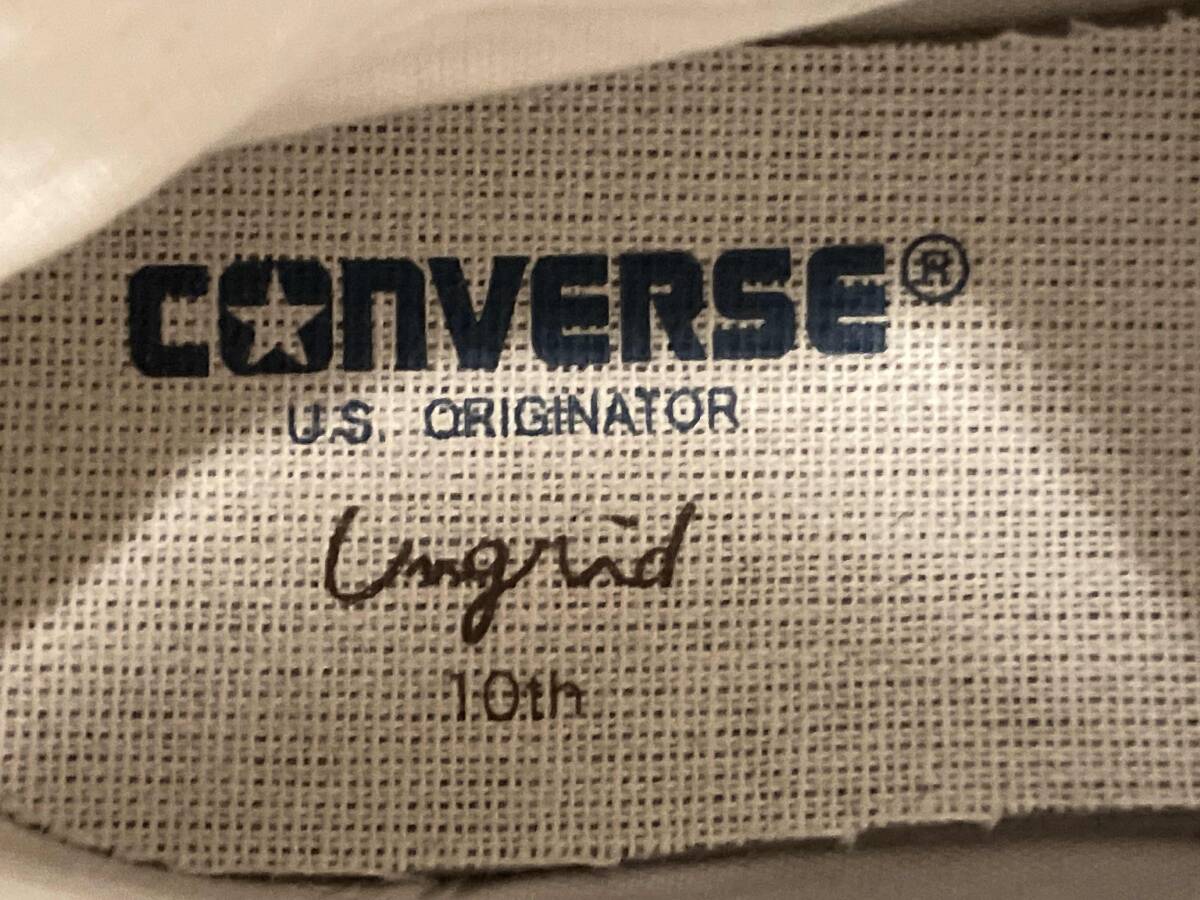 CONVERSE®
U.S. ORIGINATOR
Ungrid
10th